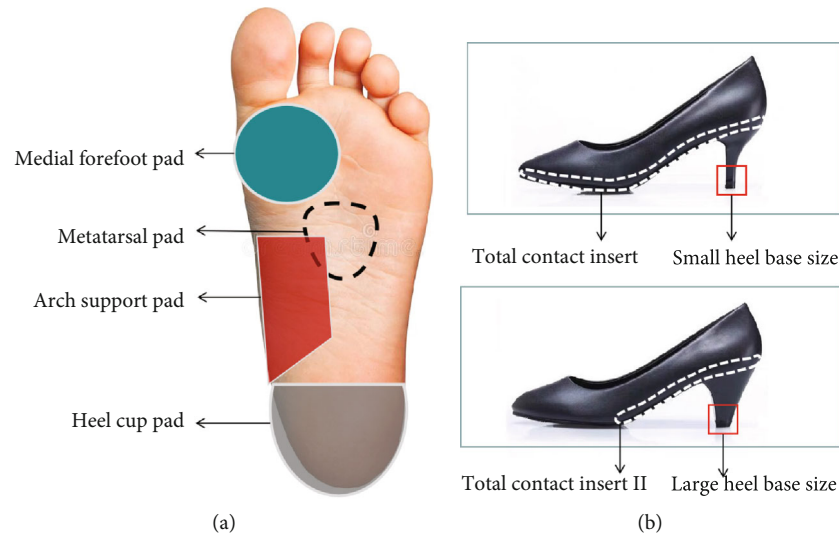 Medial forefoot pad
Metatarsal pad
Arch support pad
Heel cup pad
(a)
Total contact insert
Small heel base size
Total contact insert II
Large heel base size
(b)